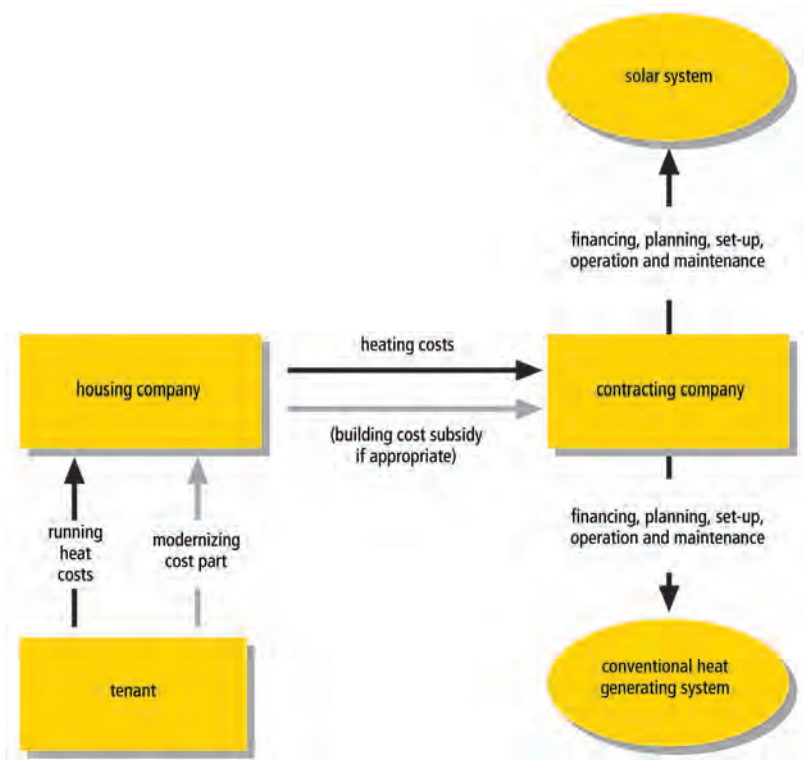 solar system
financing, planning, set-up,
operation and maintenance
housing company
heating costs
(building cost subsidy
if appropriate)
contracting company
running
heat
costs
modernizing
cost part
financing, planning, set-up,
operation and maintenance
tenant
conventional heat
generating system